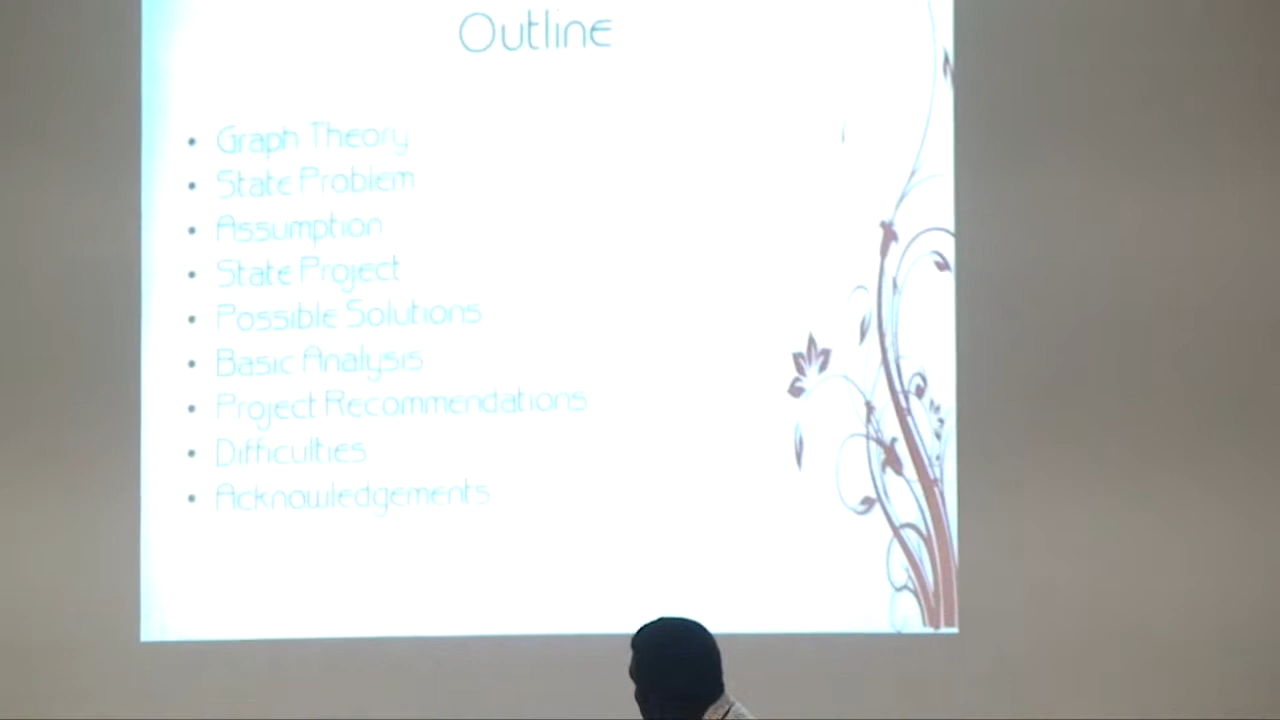 Outline
• Graph Theory
• State Problem
• Assumption
• State Project
• Possible Solutions
• Basic Analysis
• Project Recommendations
• Difficulties
• Acknowledgements